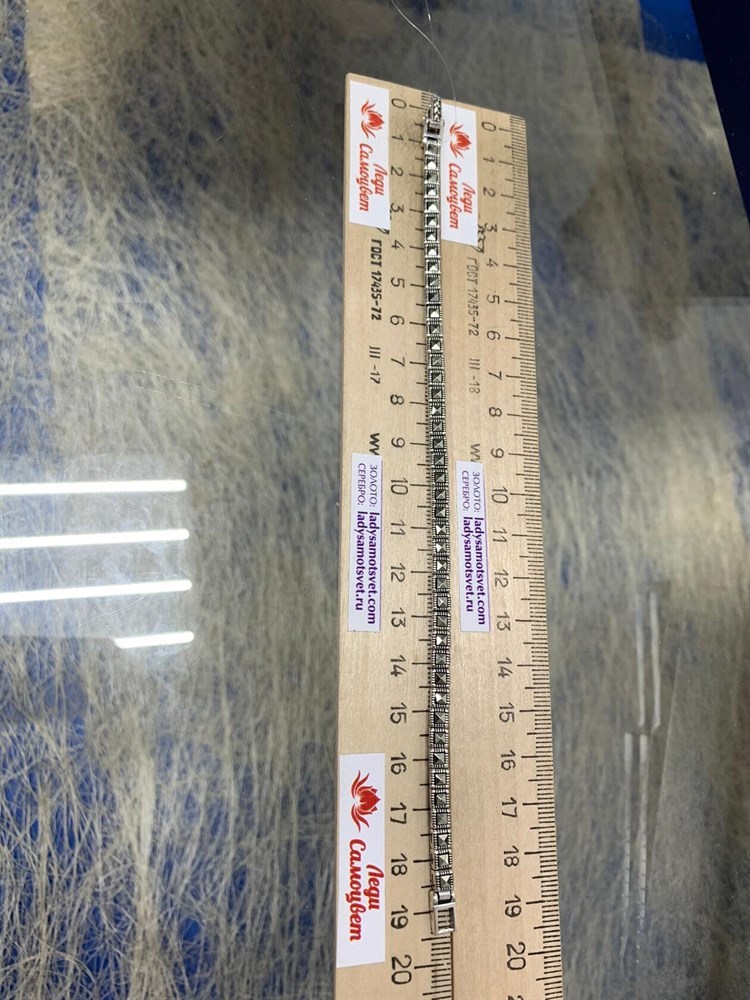 Леди
Самоцвет
Леди
Самоцвет
0 1 2 3 4 5 6 7 8 9 10 11 12 13 14 15 16 17 18 19 20
0 1 2 3 4 5 6 7 8 9 10 11 12 13 14 15 16 17 18 19 20
ГОСТ 17435-72
III -17
ГОСТ 17435-72
III -18
ЗОЛОТО: ladysamotsvet.com
СЕРЕБРО: ladysamotsvet.ru
ЗОЛОТО: ladysamotsvet.com
СЕРЕБРО: ladysamotsvet.ru
Леди
Самоцвет